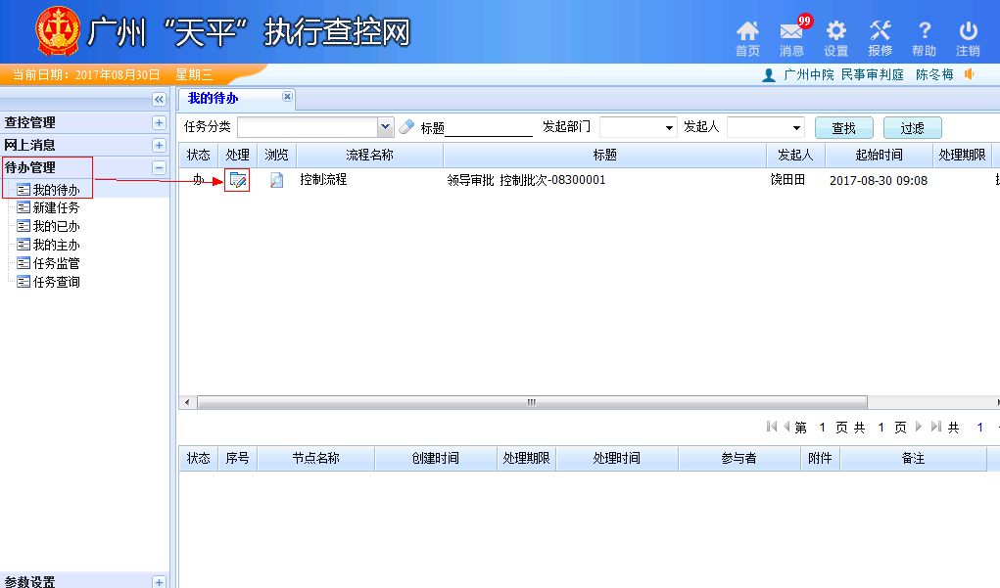 广州“天平”执行查控网
99
首页 消息 设置 报修 帮助 注销
当前日期：2017年08月30日 星期三
广州中院 民事审判庭 陈冬梅
我的待办
查控管理
网上消息
待办管理
我的待办
新建任务
我的已办
我的主办
任务监管
任务查询
参数设置
任务分类 标题 发起部门 发起人 查找 过滤
状态 处理 浏览 流程名称 标题 发起人 起始时间 处理期限
办 控制流程 领导审批 控制批次-08300001 饶田田 2017-08-30 09:08
第 1 页 共 1 页 共 1
状态 序号 节点名称 创建时间 处理期限 处理时间 参与者 附件 备注